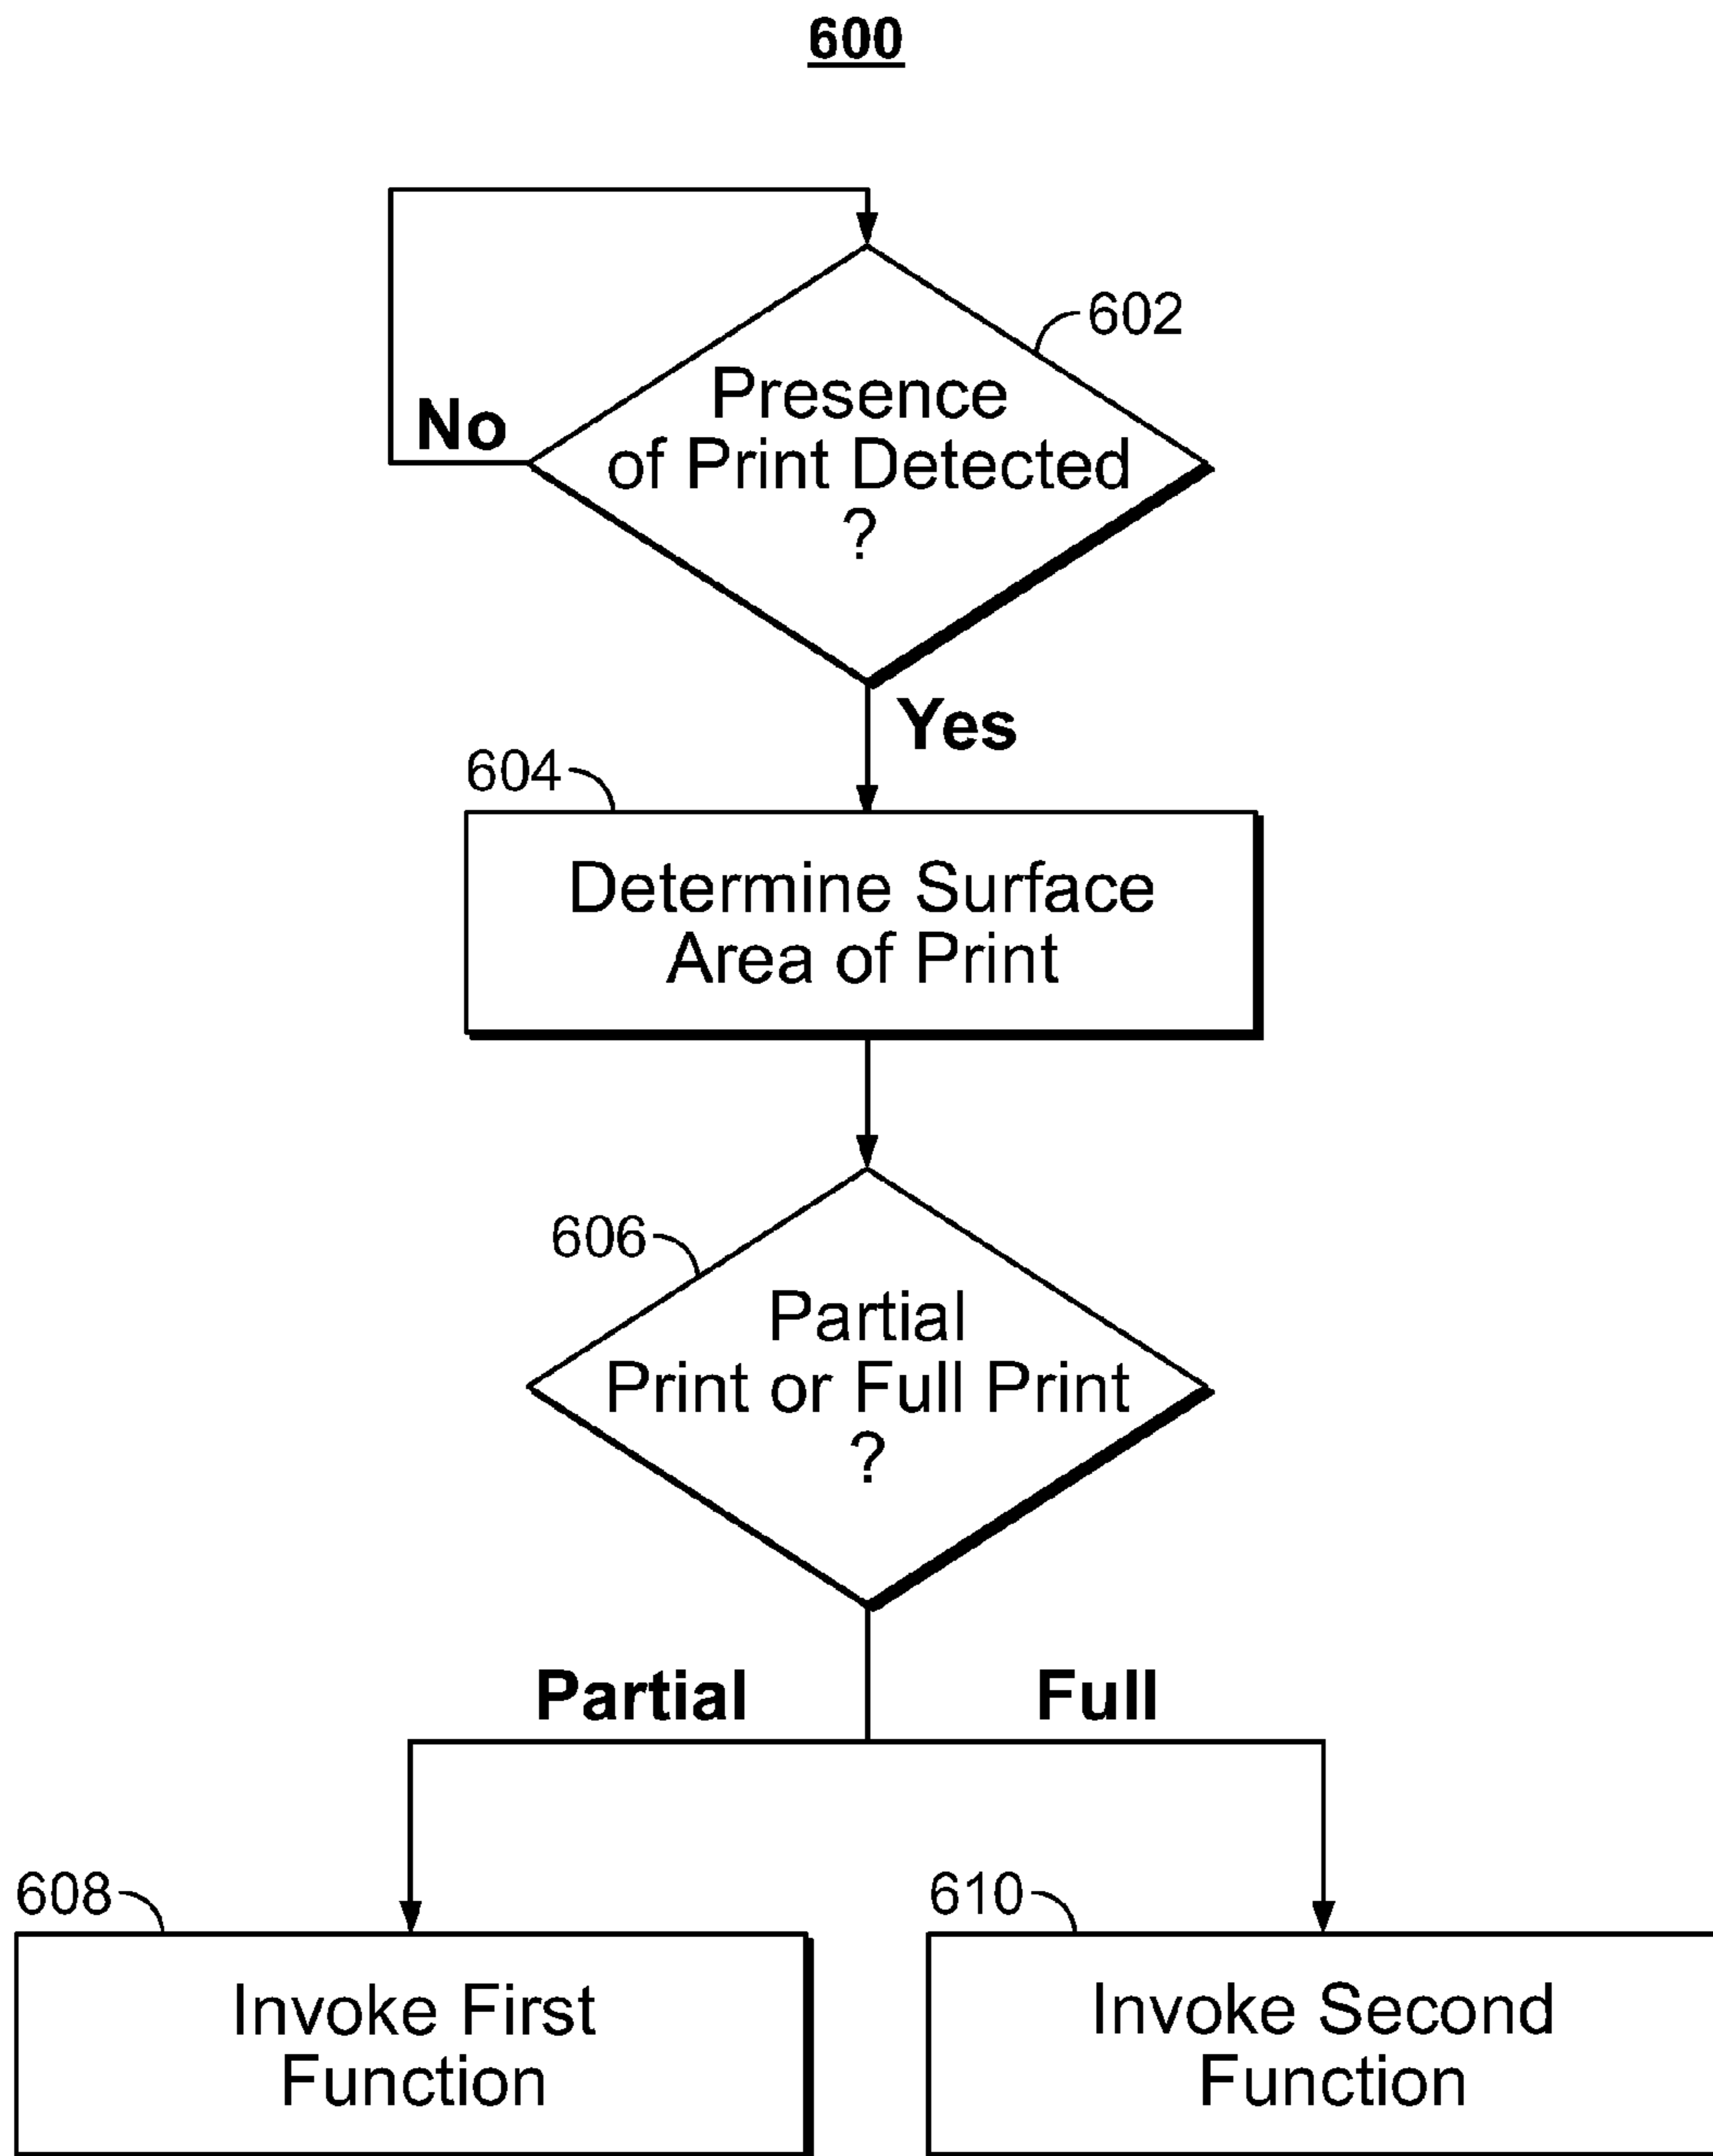 600
602
Presence
of Print Detected
?
No
Yes
604
Determine Surface
Area of Print
606
Partial
Print or Full Print
?
Partial
Full
608
Invoke First
Function
610
Invoke Second
Function